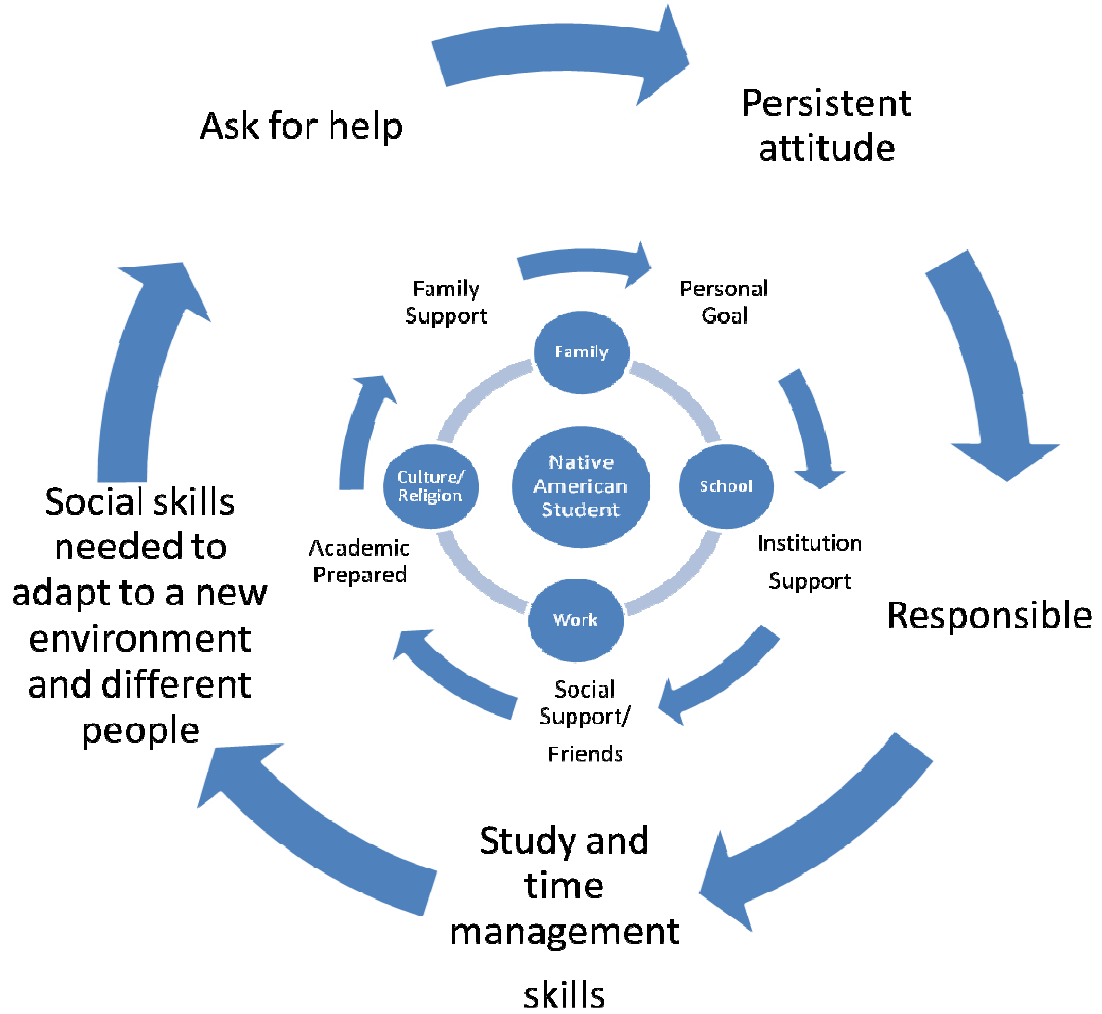 Ask for help
Persistent
attitude
Family
Support
Personal
Goal
Family
Culture/
Religion
Native
American
Student
School
Academic
Prepared
Institution
Support
Work
Social
Support/
Friends
Social skills
needed to
adapt to a new
environment
and different
people
Responsible
Study and
time
management
skills